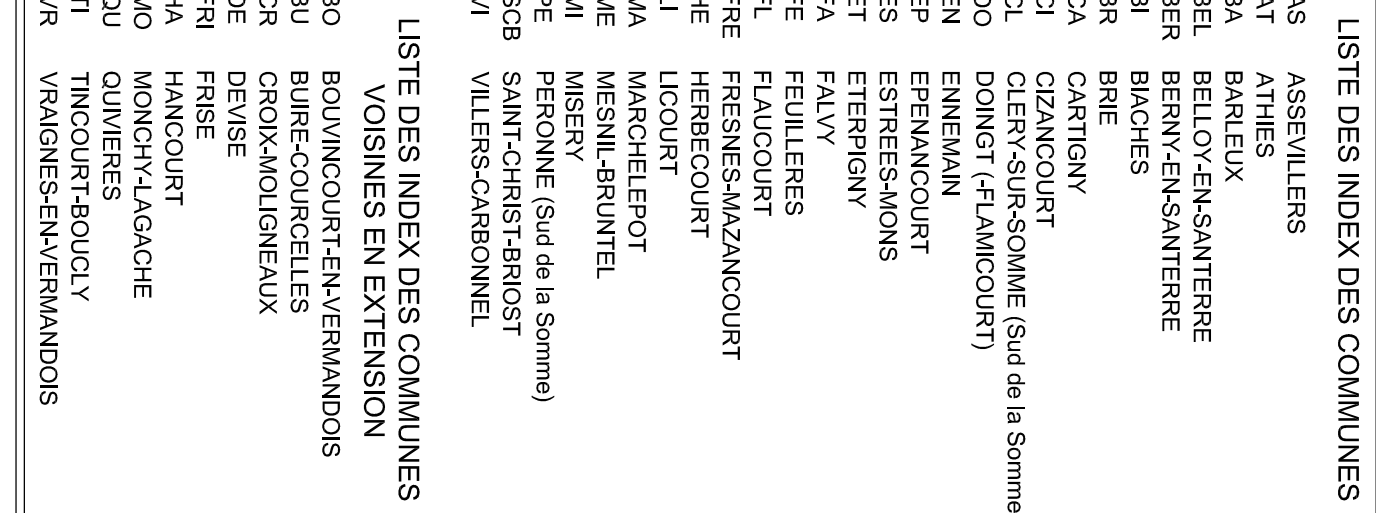 LISTE DES INDEX DES COMMUNES
AS ASSEVILLERS
AT ATHIES
BA BARLEUX
BEL BELLOY-EN-SANTERRE
BER BERNY-EN-SANTERRE
BI BIACHES
BR BRIE
CA CARTIGNY
CI CIZANCOURT
CL CLERY-SUR-SOMME (Sud de la Somme
DO DOINGT (-FLAMICOURT)
EN ENNEMAIN
EP EPENANCOURT
ES ESTREES-MONS
ET ETERPIGNY
FA FALVY
FE FEUILLERES
FL FLAUCOURT
FRE FRESNES-MAZANCOURT
HE HERBECOURT
LI LICOURT
MA MARCHELEPOT
ME MESNIL-BRUNTEL
MI MISERY
PE PERONNE (Sud de la Somme)
SCB SAINT-CHRIST-BRIOST
VI VILLERS-CARBONNEL
LISTE DES INDEX DES COMMUNES
VOISINES EN EXTENSION
BO BOUVINCOURT-EN-VERMANDOIS
BU BUIRE-COURCELLES
CR CROIX-MOLIGNEAUX
DE DEVISE
FRI FRISE
HA HANCOURT
MO MONCHY-LAGACHE
QU QUIVIERES
TI TINCOURT-BOUCLY
VR VRAIGNES-EN-VERMANDOIS